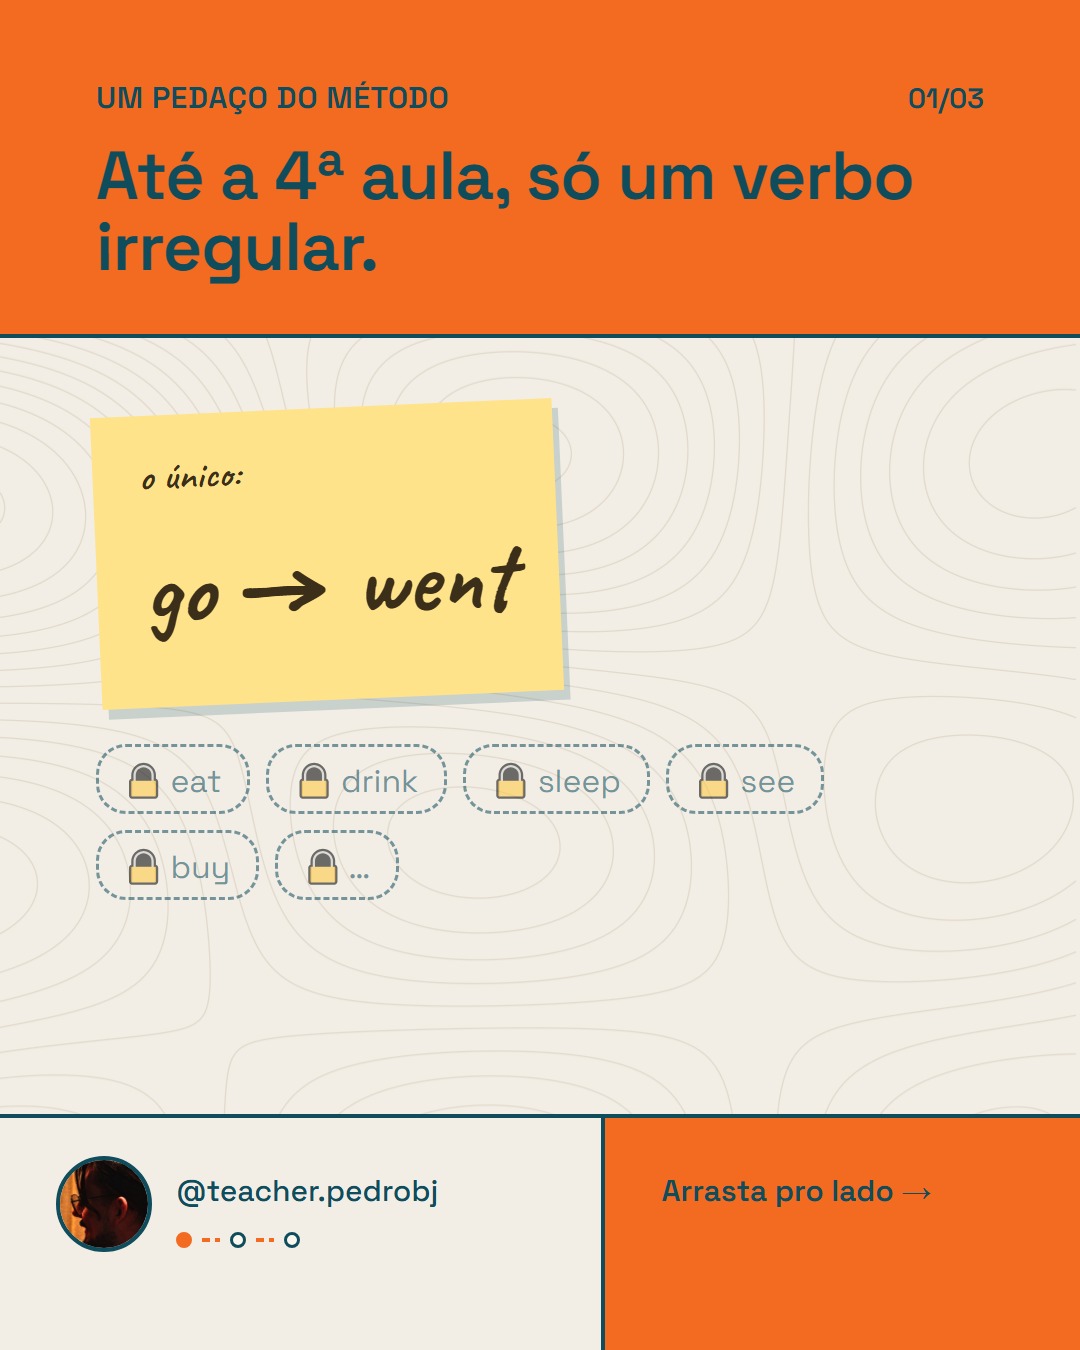 UM PEDAÇO DO MÉTODO
01/03
Até a 4ª aula, só um verbo
irregular.
o único:
go → went
🔒 eat
🔒 drink
🔒 sleep
🔒 see
🔒 buy
🔒 ...
@teacher.pedrobj
Arrasta pro lado →